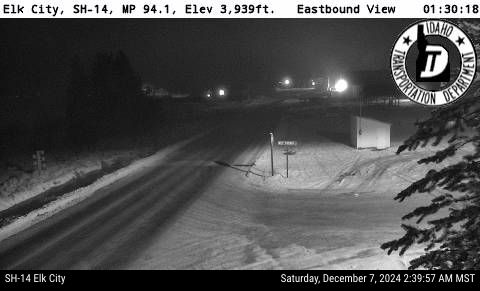 Elk City, SH-14, MP 94.1, Elev 3,939ft. Eastbound View 01:30:18
IDAHO
TRANSPORTATION DEPARTMENT
SH-14 Elk City Saturday, December 7, 2024 2:39:57 AM MST